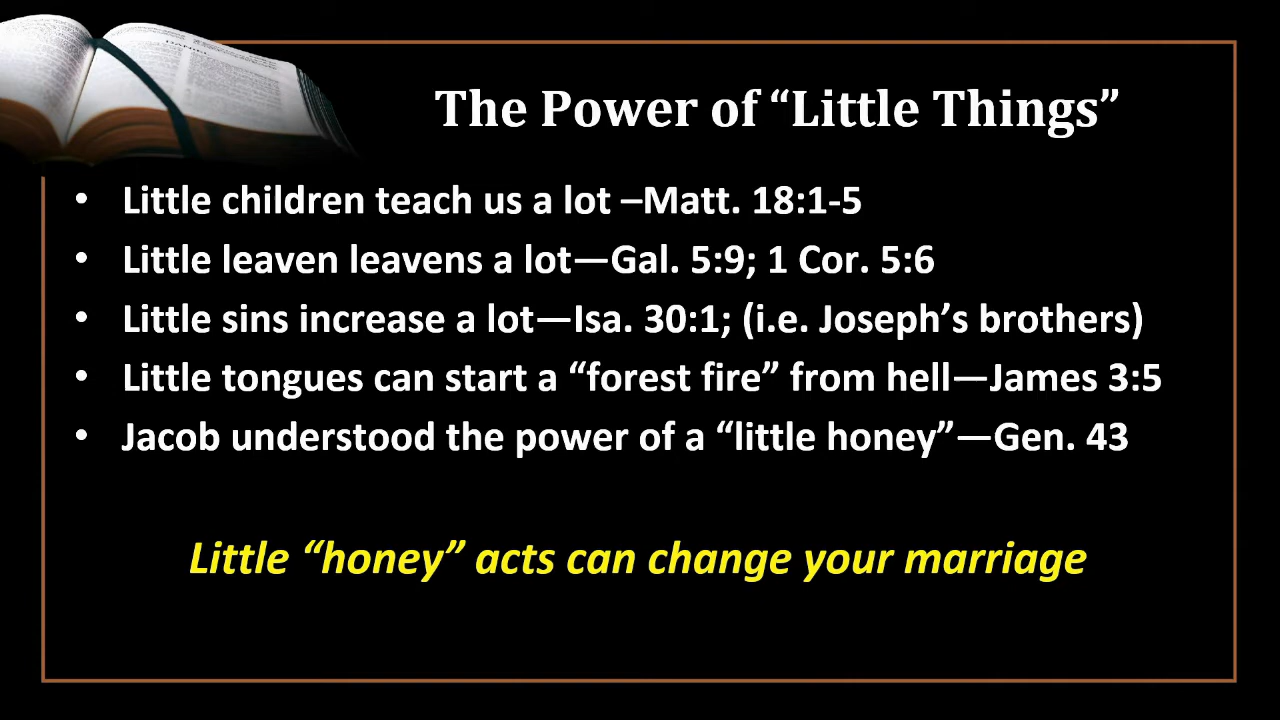 DANIEL
The Power of “Little Things”
• Little children teach us a lot –Matt. 18:1-5
• Little leaven leavens a lot—Gal. 5:9; 1 Cor. 5:6
• Little sins increase a lot—Isa. 30:1; (i.e. Joseph’s brothers)
• Little tongues can start a “forest fire” from hell—James 3:5
• Jacob understood the power of a “little honey”—Gen. 43
Little “honey” acts can change your marriage